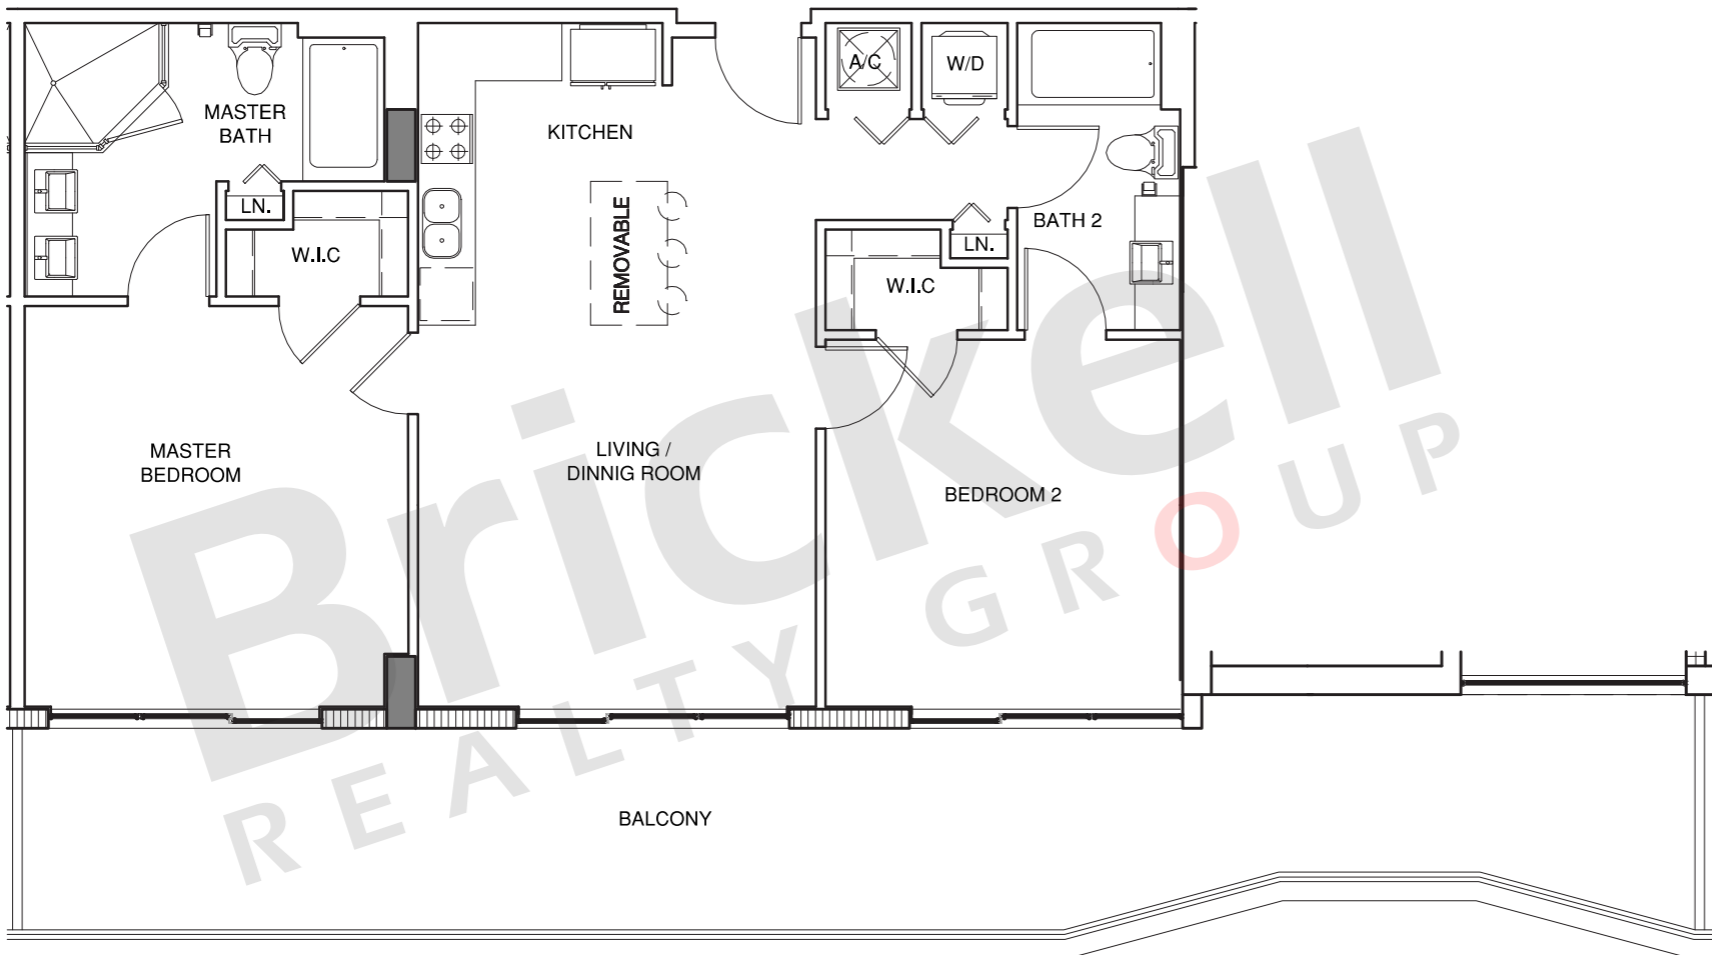 MASTER
BATH
KITCHEN
A/C
W/D
LN.
W.I.C
REMOVABLE
BATH 2
LN.
W.I.C
MASTER
BEDROOM
LIVING /
DINNIG ROOM
BEDROOM 2
BALCONY
Brickell
REALTY GROUP